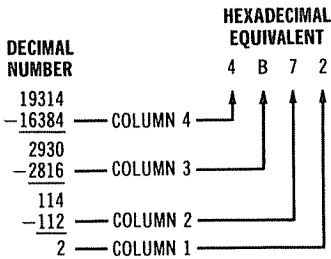 HEXADECIMAL
EQUIVALENT
DECIMAL
NUMBER
4 B 7 2
19314
−16384 COLUMN 4
2930
−2816 COLUMN 3
114
−112 COLUMN 2
2 COLUMN 1